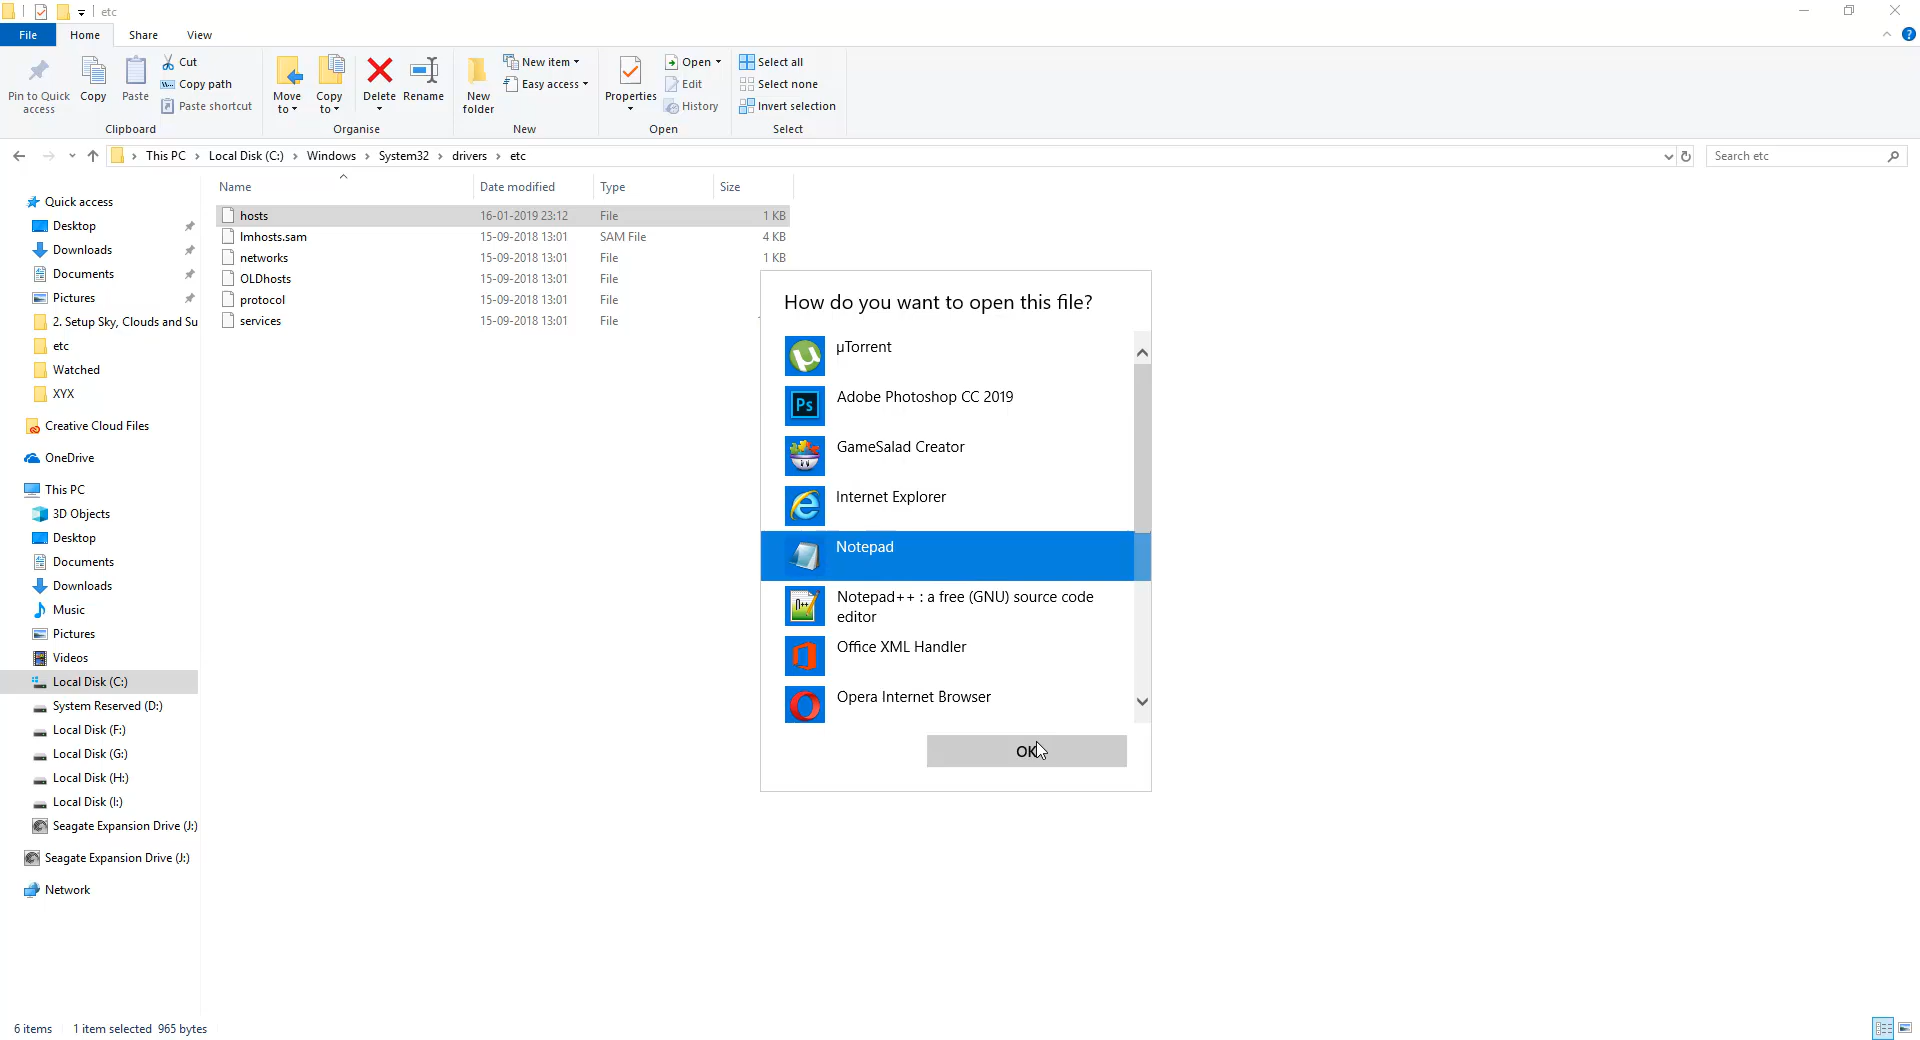 etc
File Home Share View
Pin to Quick access
Copy
Paste
Cut
Copy path
Paste shortcut
Clipboard
Move to
Copy to
Delete
Rename
Organise
New folder
New item
Easy access
New
Properties
Open
Edit
History
Open
Select all
Select none
Invert selection
Select
This PC Local Disk (C:) Windows System32 drivers etc
Search etc
Quick access
Desktop
Downloads
Documents
Pictures
2. Setup Sky, Clouds and Su
etc
Watched
XYX
Creative Cloud Files
OneDrive
This PC
3D Objects
Desktop
Documents
Downloads
Music
Pictures
Videos
Local Disk (C:)
System Reserved (D:)
Local Disk (F:)
Local Disk (G:)
Local Disk (H:)
Local Disk (I:)
Seagate Expansion Drive (J:)
Seagate Expansion Drive (J:)
Network
Name Date modified Type Size
hosts 16-01-2019 23:12 File 1 KB
lmhosts.sam 15-09-2018 13:01 SAM File 4 KB
networks 15-09-2018 13:01 File 1 KB
OLDhosts 15-09-2018 13:01 File
protocol 15-09-2018 13:01 File
services 15-09-2018 13:01 File
How do you want to open this file?
µTorrent
Adobe Photoshop CC 2019
GameSalad Creator
Internet Explorer
Notepad
Notepad++ : a free (GNU) source code
editor
Office XML Handler
Opera Internet Browser
OK
6 items 1 item selected 965 bytes